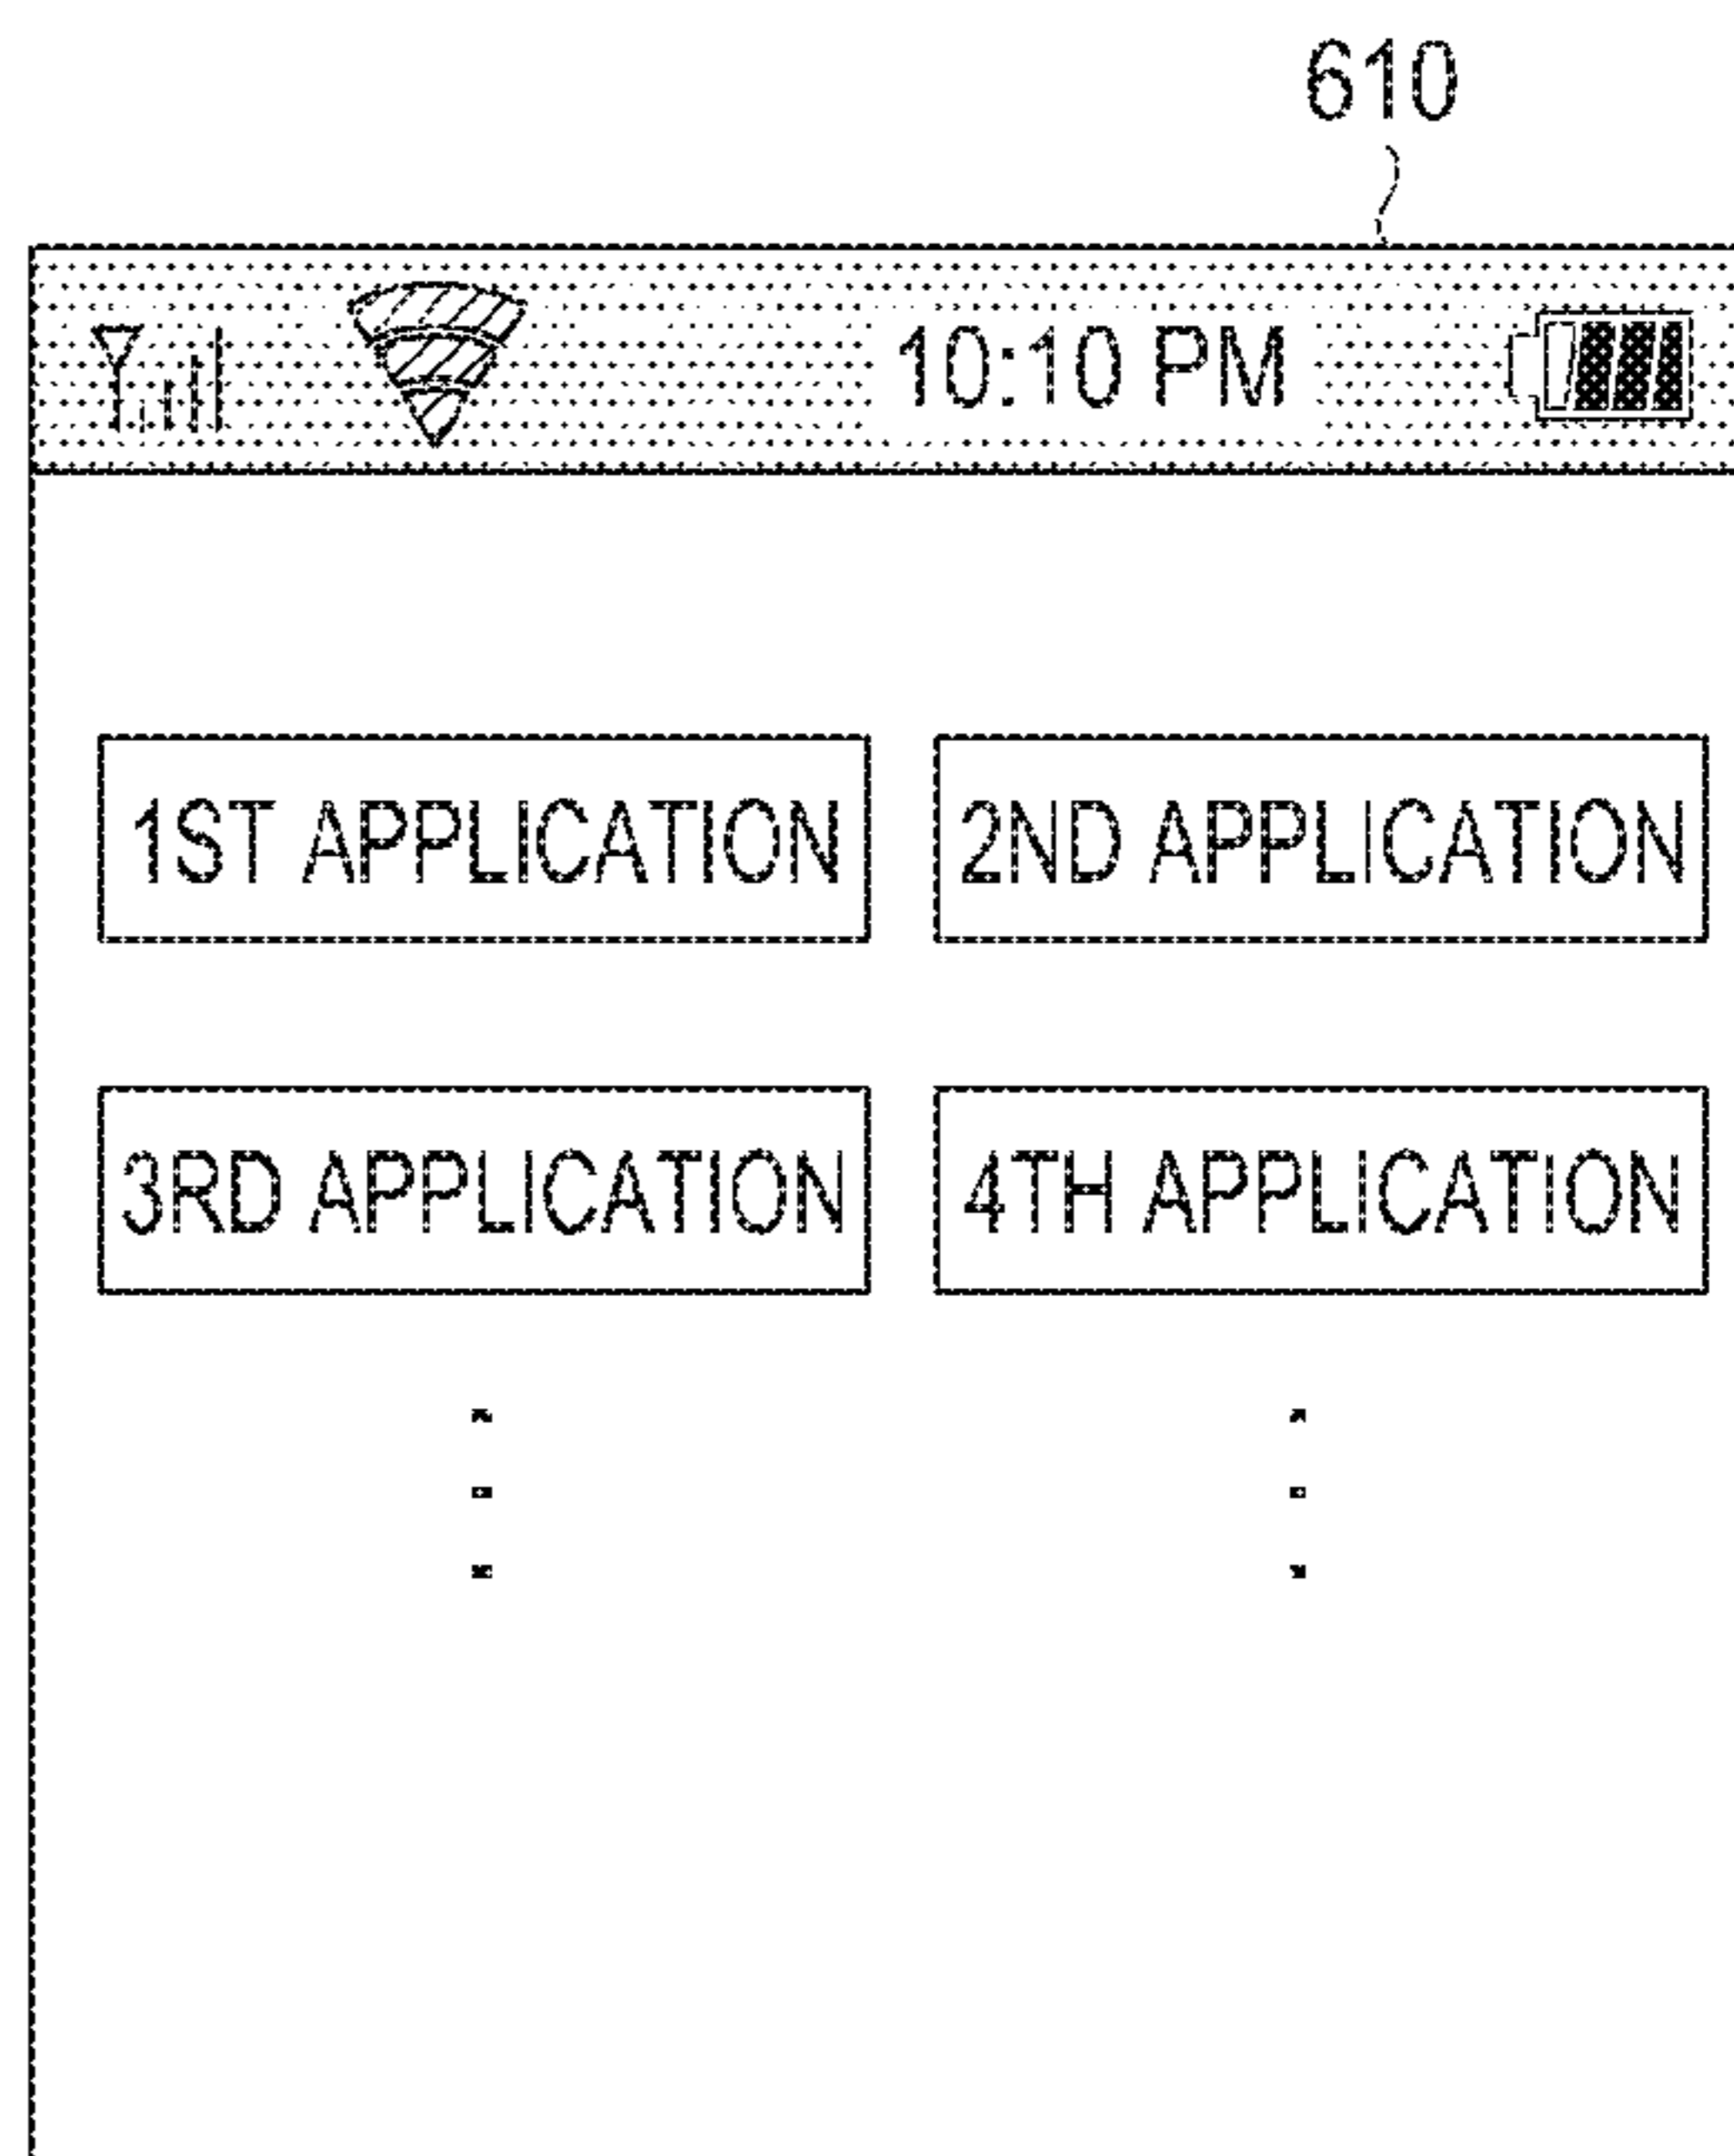 610
10:10 PM
1ST APPLICATION 2ND APPLICATION
3RD APPLICATION 4TH APPLICATION